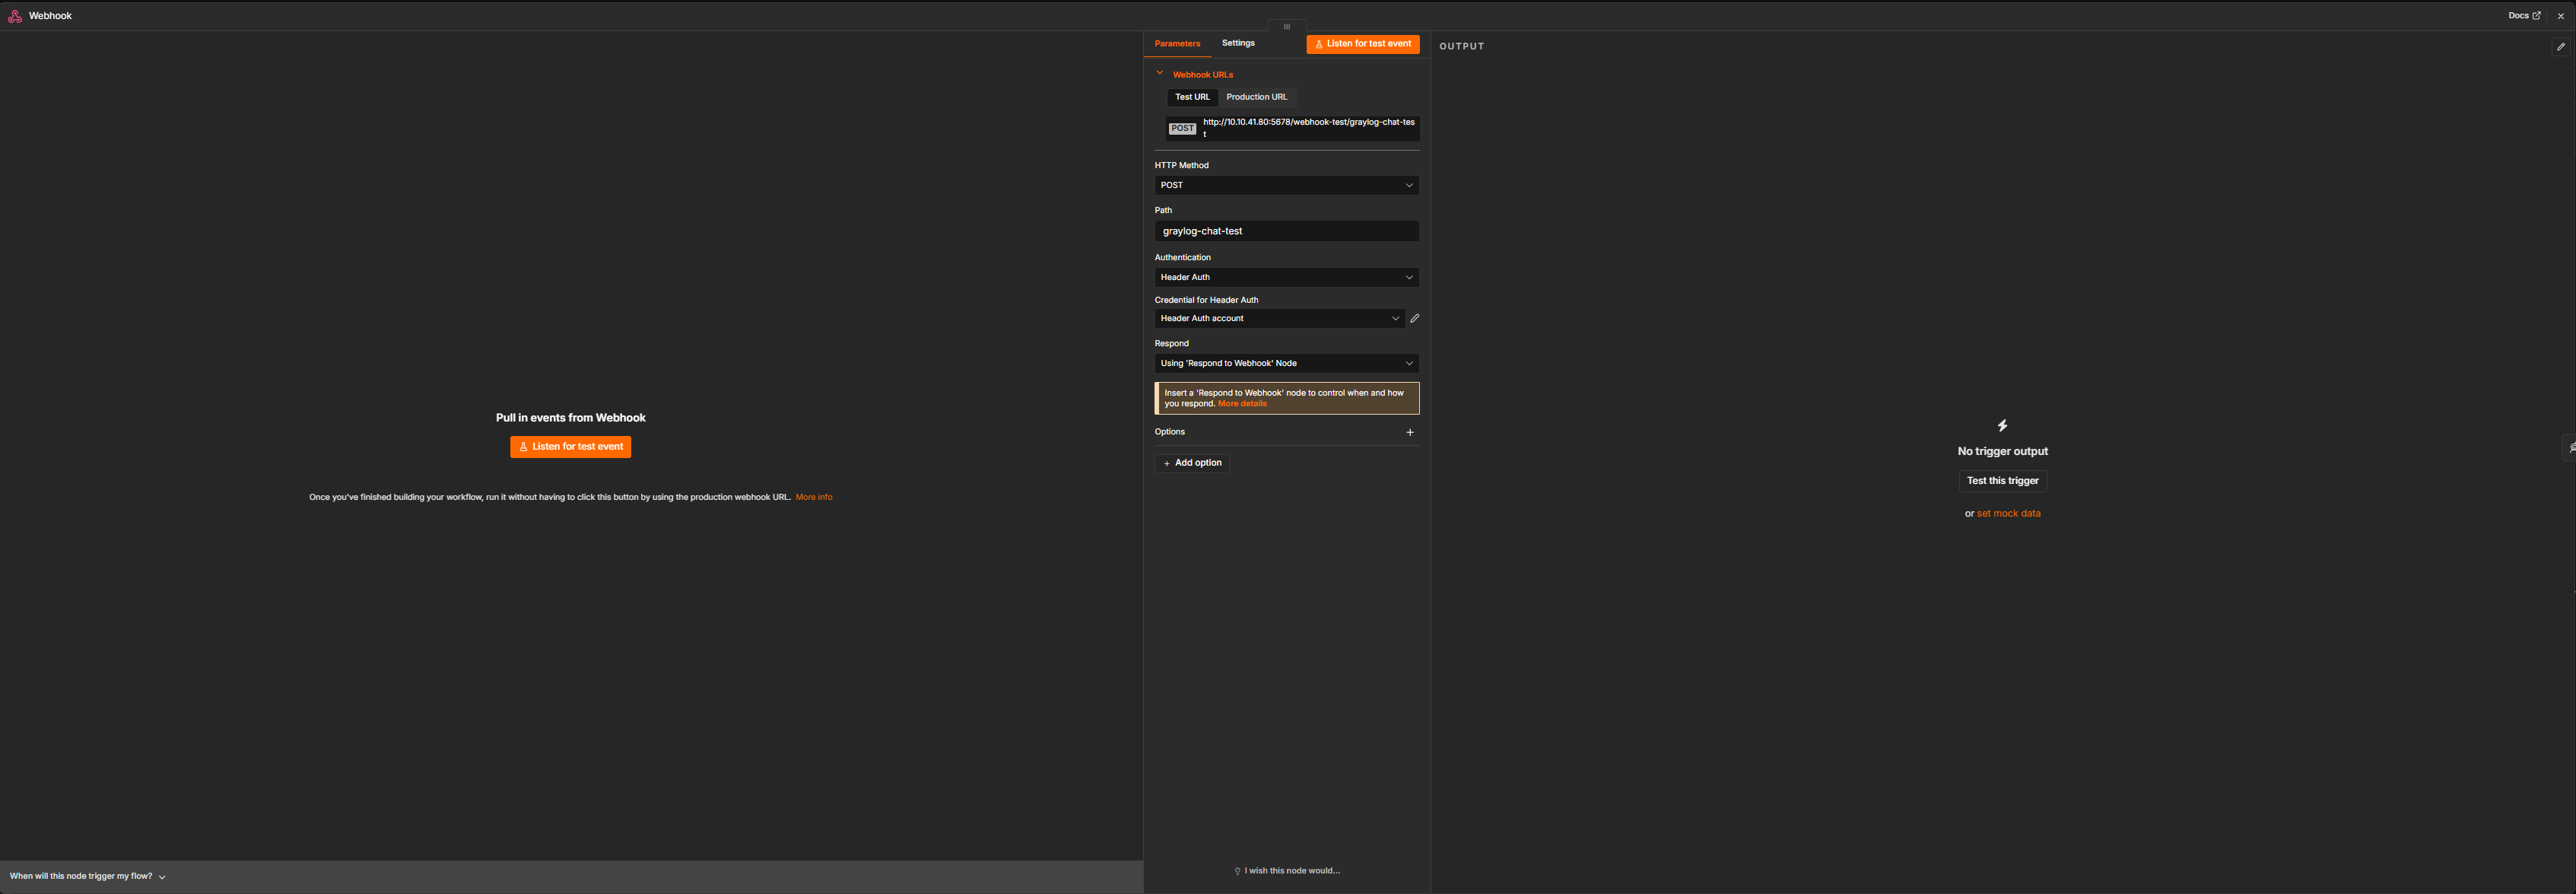 Webhook
Docs
Pull in events from Webhook
Listen for test event
Once you've finished building your workflow, run it without having to click this button by using the production webhook URL. More info
When will this node trigger my flow?
Parameters
Settings
Listen for test event
Webhook URLs
Test URL
Production URL
POST
http://10.10.41.80:5678/webhook-test/graylog-chat-tes
t
HTTP Method
POST
Path
graylog-chat-test
Authentication
Header Auth
Credential for Header Auth
Header Auth account
Respond
Using 'Respond to Webhook' Node
Insert a 'Respond to Webhook' node to control when and how
you respond. More details
Options
+ Add option
I wish this node would...
OUTPUT
No trigger output
Test this trigger
or set mock data